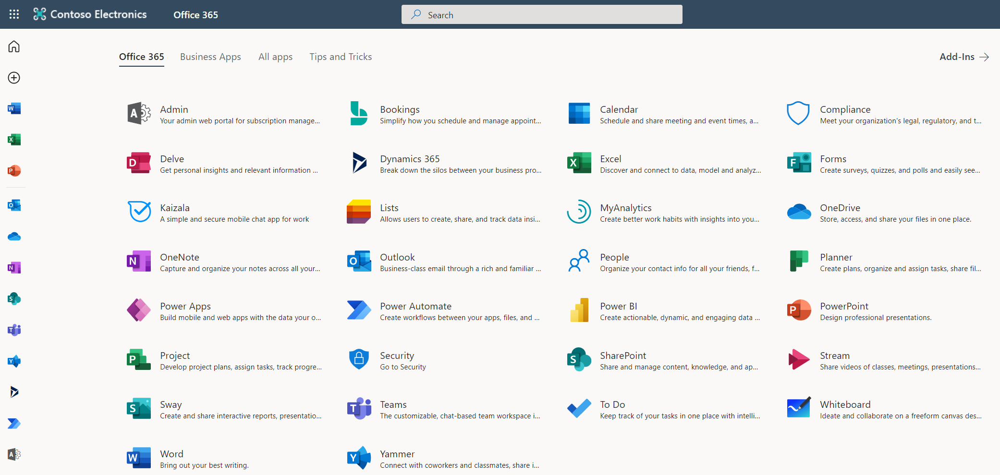 Contoso Electronics
Office 365
Search
Office 365
Business Apps
All apps
Tips and Tricks
Add-Ins
Admin
Your admin web portal for subscription manage...
Bookings
Simplify how you schedule and manage appoint...
Calendar
Schedule and share meeting and event times, a...
Compliance
Meet your organization's legal, regulatory, and t...
Delve
Get personal insights and relevant information ...
Dynamics 365
Break down the silos between your business pro...
Excel
Discover and connect to data, model and analyz...
Forms
Create surveys, quizzes, and polls and easily see...
Kaizala
A simple and secure mobile chat app for work
Lists
Allows users to create, share, and track data insi...
MyAnalytics
Create better work habits with insights into you...
OneDrive
Store, access, and share your files in one place.
OneNote
Capture and organize your notes across all your...
Outlook
Business-class email through a rich and familiar ...
People
Organize your contact info for all your friends, f...
Planner
Create plans, organize and assign tasks, share fil...
Power Apps
Build mobile and web apps with the data your o...
Power Automate
Create workflows between your apps, files, and ...
Power BI
Create actionable, dynamic, and engaging data ...
PowerPoint
Design professional presentations.
Project
Develop project plans, assign tasks, track progre...
Security
Go to Security
SharePoint
Share and manage content, knowledge, and ap...
Stream
Share videos of classes, meetings, presentations...
Sway
Create and share interactive reports, presentatio...
Teams
The customizable, chat-based team workspace i...
To Do
Keep track of your tasks in one place with intelli...
Whiteboard
Ideate and collaborate on a freeform canvas des...
Word
Bring out your best writing.
Yammer
Connect with coworkers and classmates, share i...